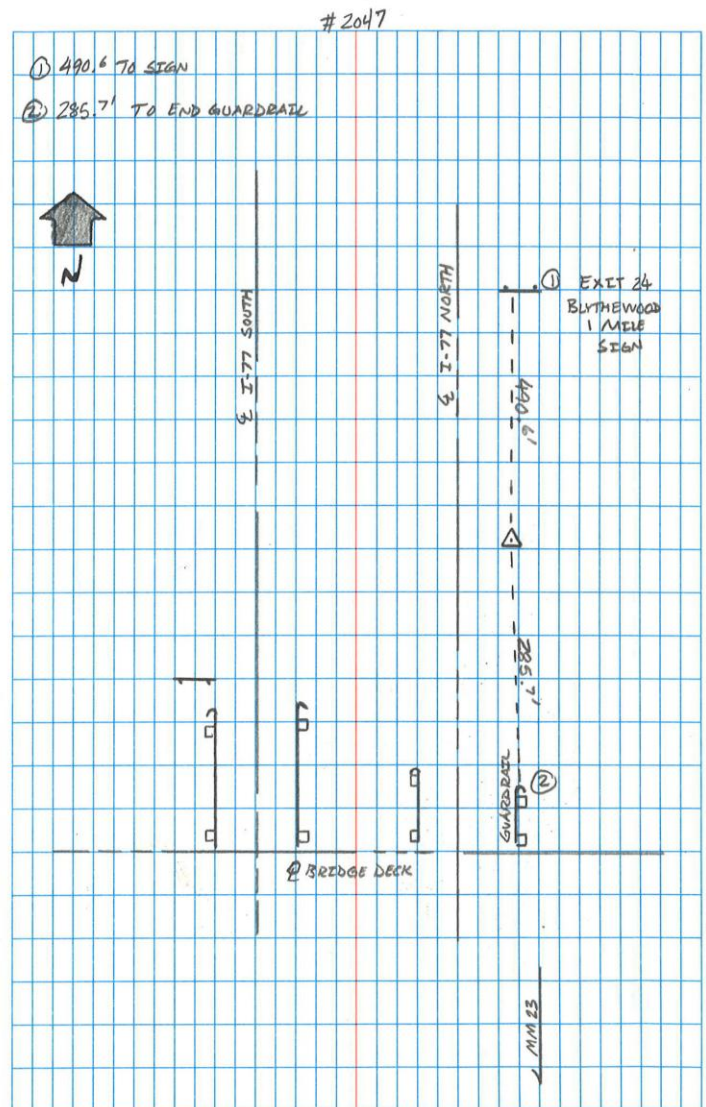 # 2047
① 490.6 TO SIGN
② 285.7' TO END GUARDRAIL
N
℄ I-77 SOUTH
℄ I-77 NORTH
① EXIT 24
BLYTHEWOOD
1 MILE
SIGN
490.6'
285.7'
GUARDRAIL
②
℄ BRIDGE DECK
MM 23